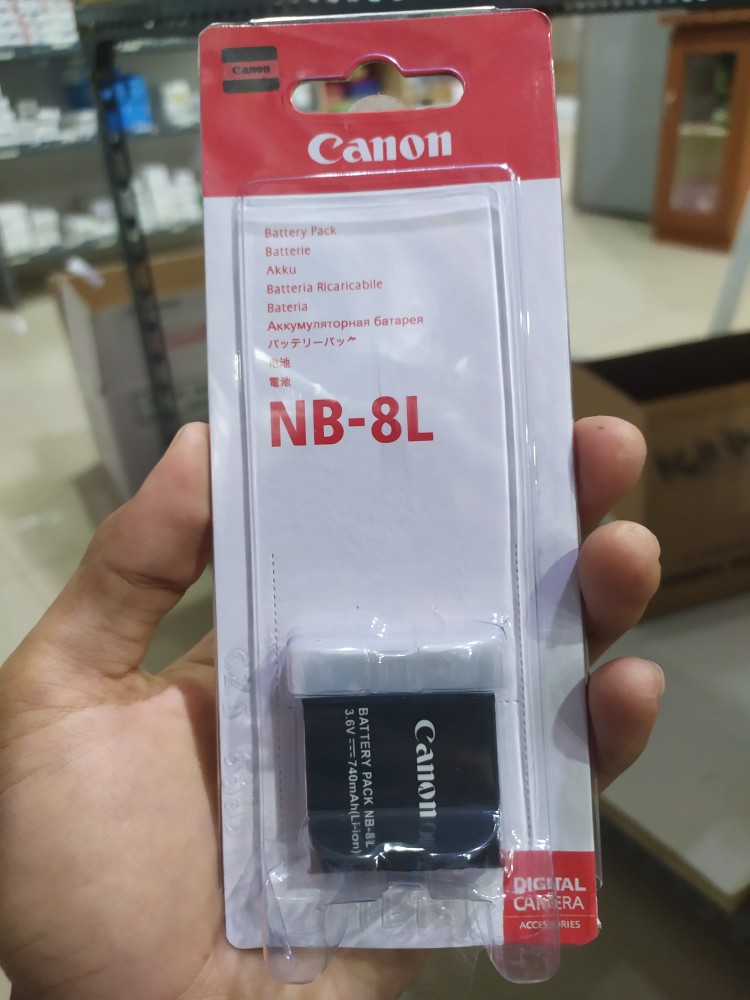 Canon
Canon
Battery Pack
Batterie
Akku
Batteria Ricaricabile
Bateria
Аккумуляторная батарея
バッテリーパック
电池
電池
NB-8L
Canon
BATTERY PACK NB-8L
3.6V 740mAh(Li-ion)
DIGITAL
CAMERA
ACCESSORIES